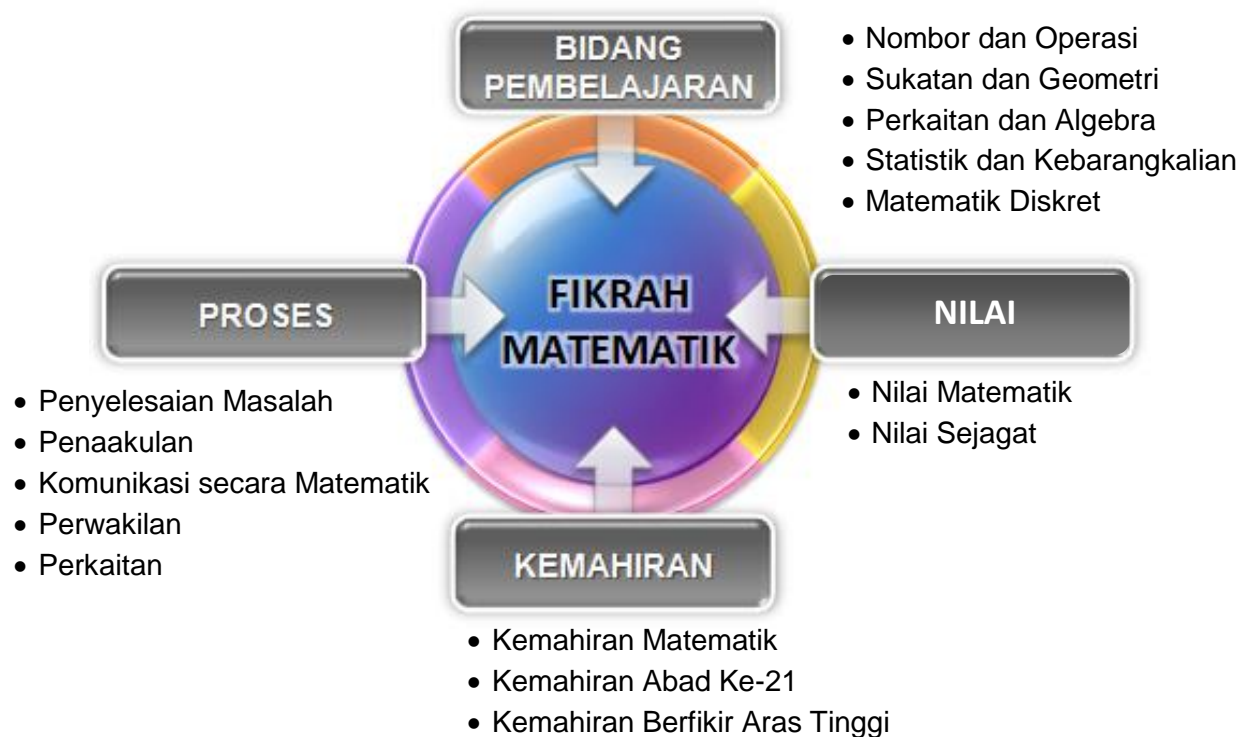 BIDANG
PEMBELAJARAN
• Nombor dan Operasi
• Sukatan dan Geometri
• Perkaitan dan Algebra
• Statistik dan Kebarangkalian
• Matematik Diskret
PROSES
• Penyelesaian Masalah
• Penaakulan
• Komunikasi secara Matematik
• Perwakilan
• Perkaitan
FIKRAH
MATEMATIK
NILAI
• Nilai Matematik
• Nilai Sejagat
KEMAHIRAN
• Kemahiran Matematik
• Kemahiran Abad Ke-21
• Kemahiran Berfikir Aras Tinggi